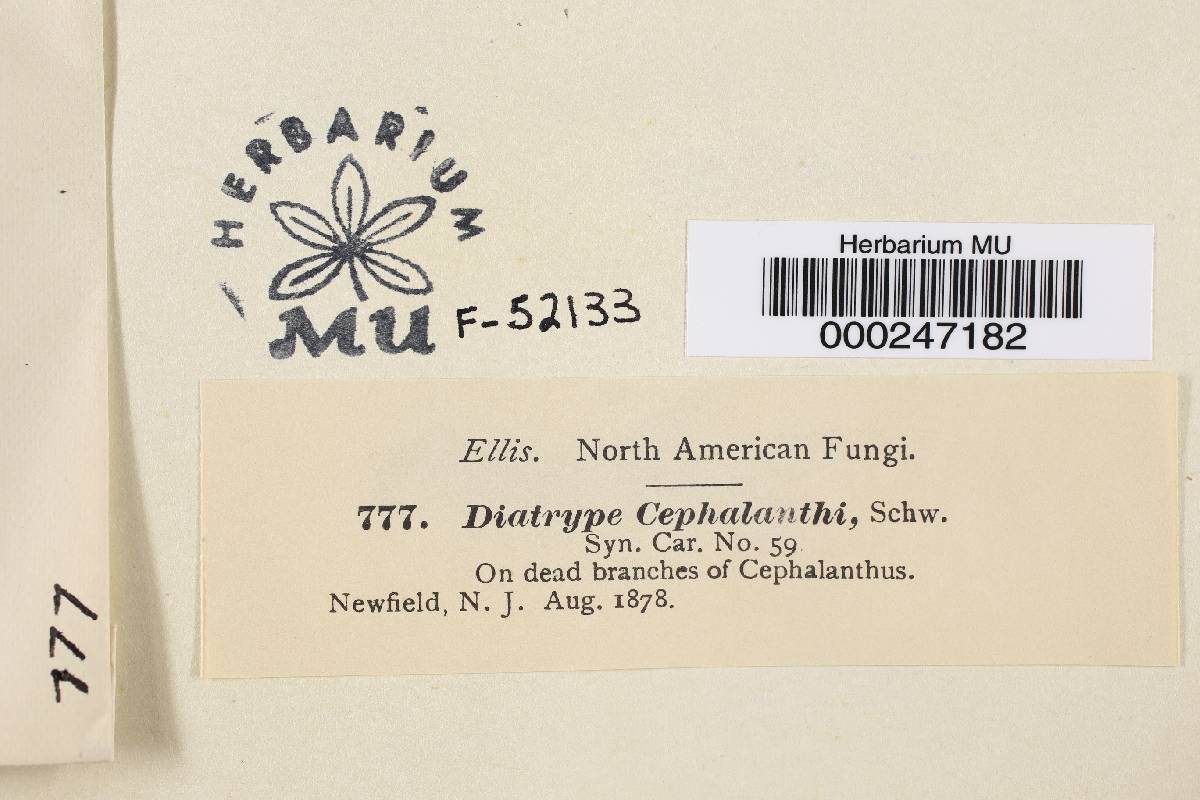 HERBARIUM
MU
F-52133
Herbarium MU
000247182
Ellis. North American Fungi.
777. Diatrype Cephalanthi, Schw.
Syn. Car. No. 59.
On dead branches of Cephalanthus.
Newfield, N. J. Aug. 1878.
777